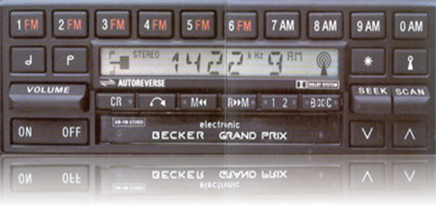 1 FM 2 FM 3 FM 4 FM 5 FM 6 FM 7 AM 8 AM 9 AM 0 AM
STEREO 1422 kHz 9 AM
AUTOREVERSE DOLBY SYSTEM
VOLUME CR M◄◄ R►►M 1 2 SEEK SCAN
AM-FM STEREO electronic
ON OFF BECKER GRAND PRIX